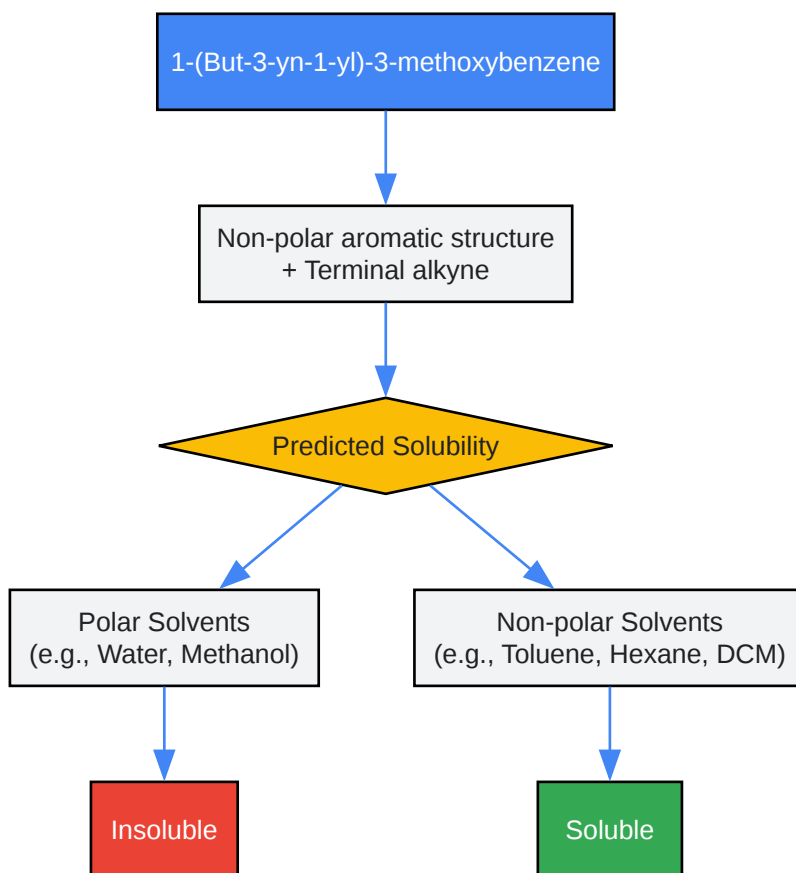 1-(But-3-yn-1-yl)-3-methoxybenzene
Non-polar aromatic structure
+ Terminal alkyne
Predicted Solubility
Polar Solvents
(e.g., Water, Methanol)
Non-polar Solvents
(e.g., Toluene, Hexane, DCM)
Insoluble
Soluble